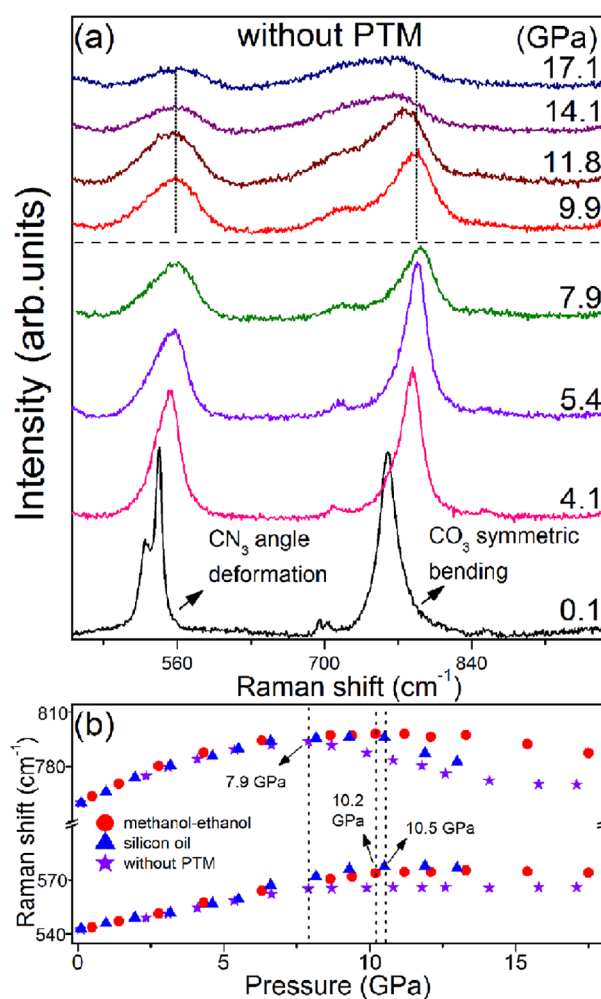 (a) without PTM (GPa)
17.1
14.1
11.8
9.9
7.9
5.4
4.1
0.1
CN3 angle
deformation
CO3 symmetric
bending
Intensity (arb.units)
560 700 840
Raman shift (cm-1)
(b)
810
780
570
540
Raman shift (cm-1)
7.9 GPa
10.2
GPa
10.5 GPa
methanol-ethanol
silicon oil
without PTM
0 5 10 15
Pressure (GPa)